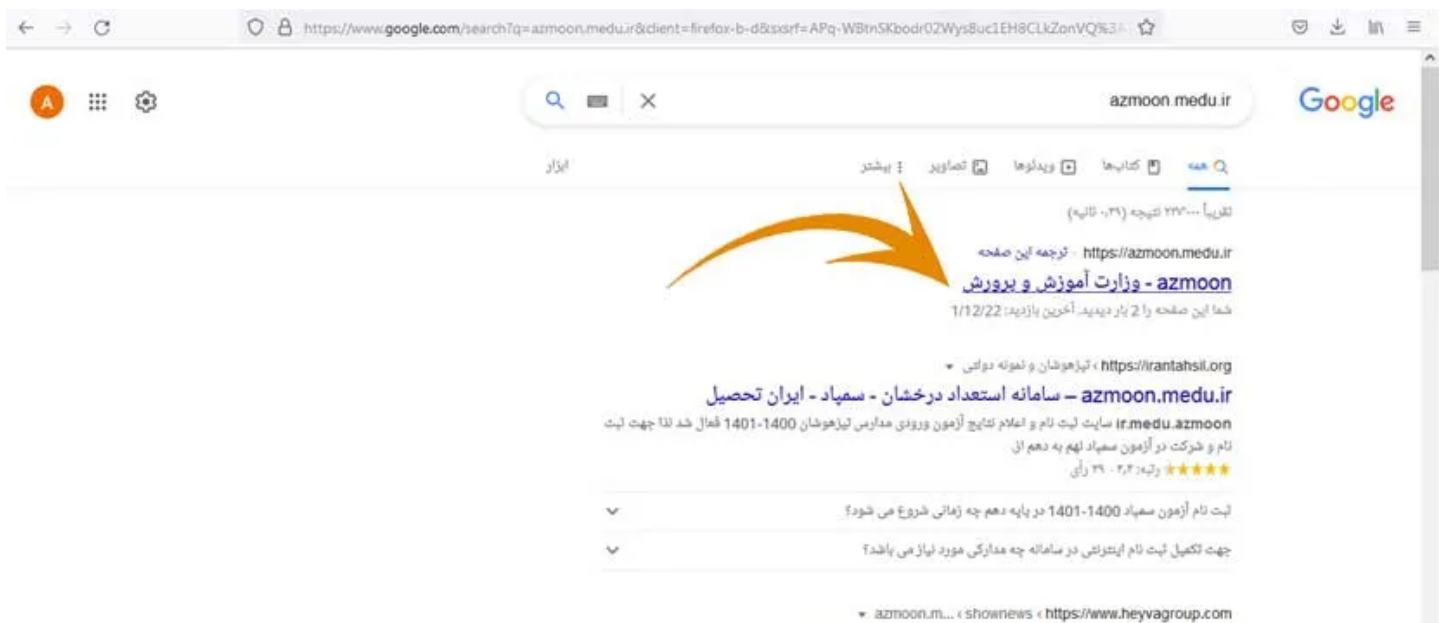 https://www.google.com/search?q=azmoon.medu.ir&client=firefox-b-d&sxsrf=
A
azmoon.medu.ir
Google
همه
کتاب‌ها
ویدئوها
تصاویر
بیشتر
ابزار
https://azmoon.medu.ir · ترجمه این صفحه
azmoon - وزارت آموزش و پرورش
شما این صفحه را 2 بار دیدید. آخرین بازدید: 1/12/22
https://irantahsil.org › تیزهوشان و نمونه دولتی
azmoon.medu.ir – سامانه استعداد درخشان - سمپاد - ایران تحصیل
ir.medu.azmoon سایت ثبت نام و اعلام نتایج آزمون ورودی مدارس تیزهوشان 1400-1401 فعال شد لذا جهت ثبت
نام و شرکت در آزمون سمپاد نهم به دهم از
رتبه: ۴٫۴ · ۲۹ رأی
ثبت نام آزمون سمپاد 1400-1401 در پایه دهم چه زمانی شروع می شود؟
جهت تکمیل ثبت نام اینترنتی در سامانه چه مدارکی مورد نیاز می باشد؟
https://www.heyvagroup.com › shownews › azmoon.m...